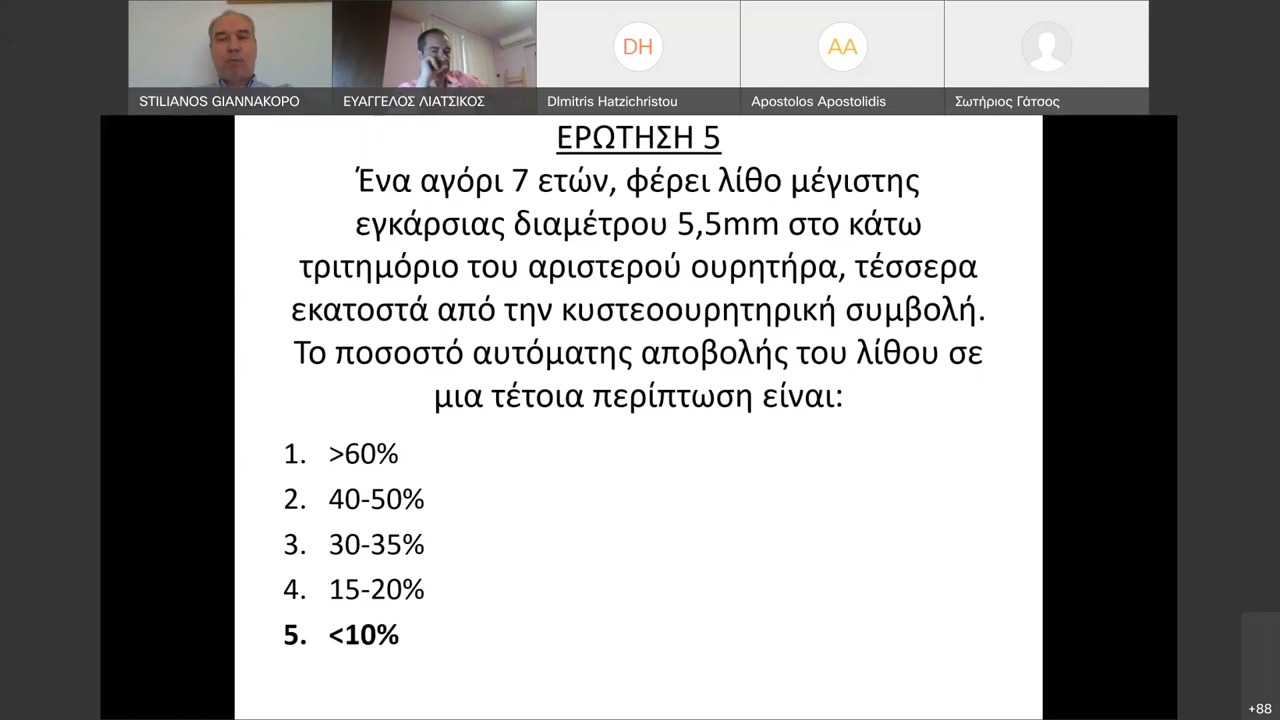 STILIANOS GIANNAKOPO
ΕΥΑΓΓΕΛΟΣ ΛΙΑΤΣΙΚΟΣ
DH
DImitris Hatzichristou
AA
Apostolos Apostolidis
Σωτήριος Γάτσος
ΕΡΩΤΗΣΗ 5
Ένα αγόρι 7 ετών, φέρει λίθο μέγιστης
εγκάρσιας διαμέτρου 5,5mm στο κάτω
τριτημόριο του αριστερού ουρητήρα, τέσσερα
εκατοστά από την κυστεοουρητηρική συμβολή.
Το ποσοστό αυτόματης αποβολής του λίθου σε
μια τέτοια περίπτωση είναι:
1. >60%
2. 40-50%
3. 30-35%
4. 15-20%
5. <10%
+88